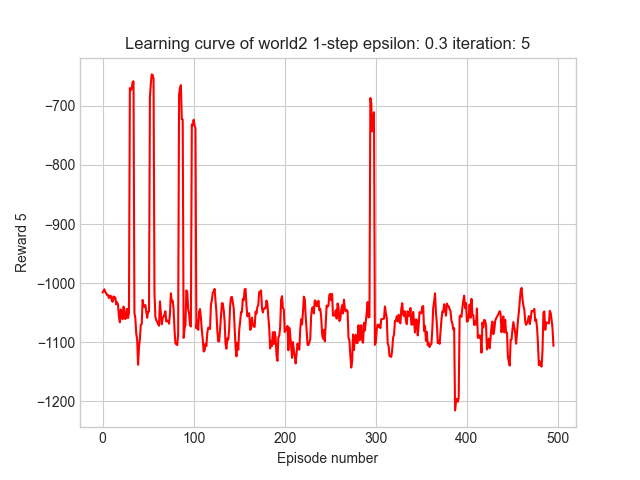 Learning curve of world2 1-step epsilon: 0.3 iteration: 5
Reward 5
−700
−800
−900
−1000
−1100
−1200
0 100 200 300 400 500
Episode number